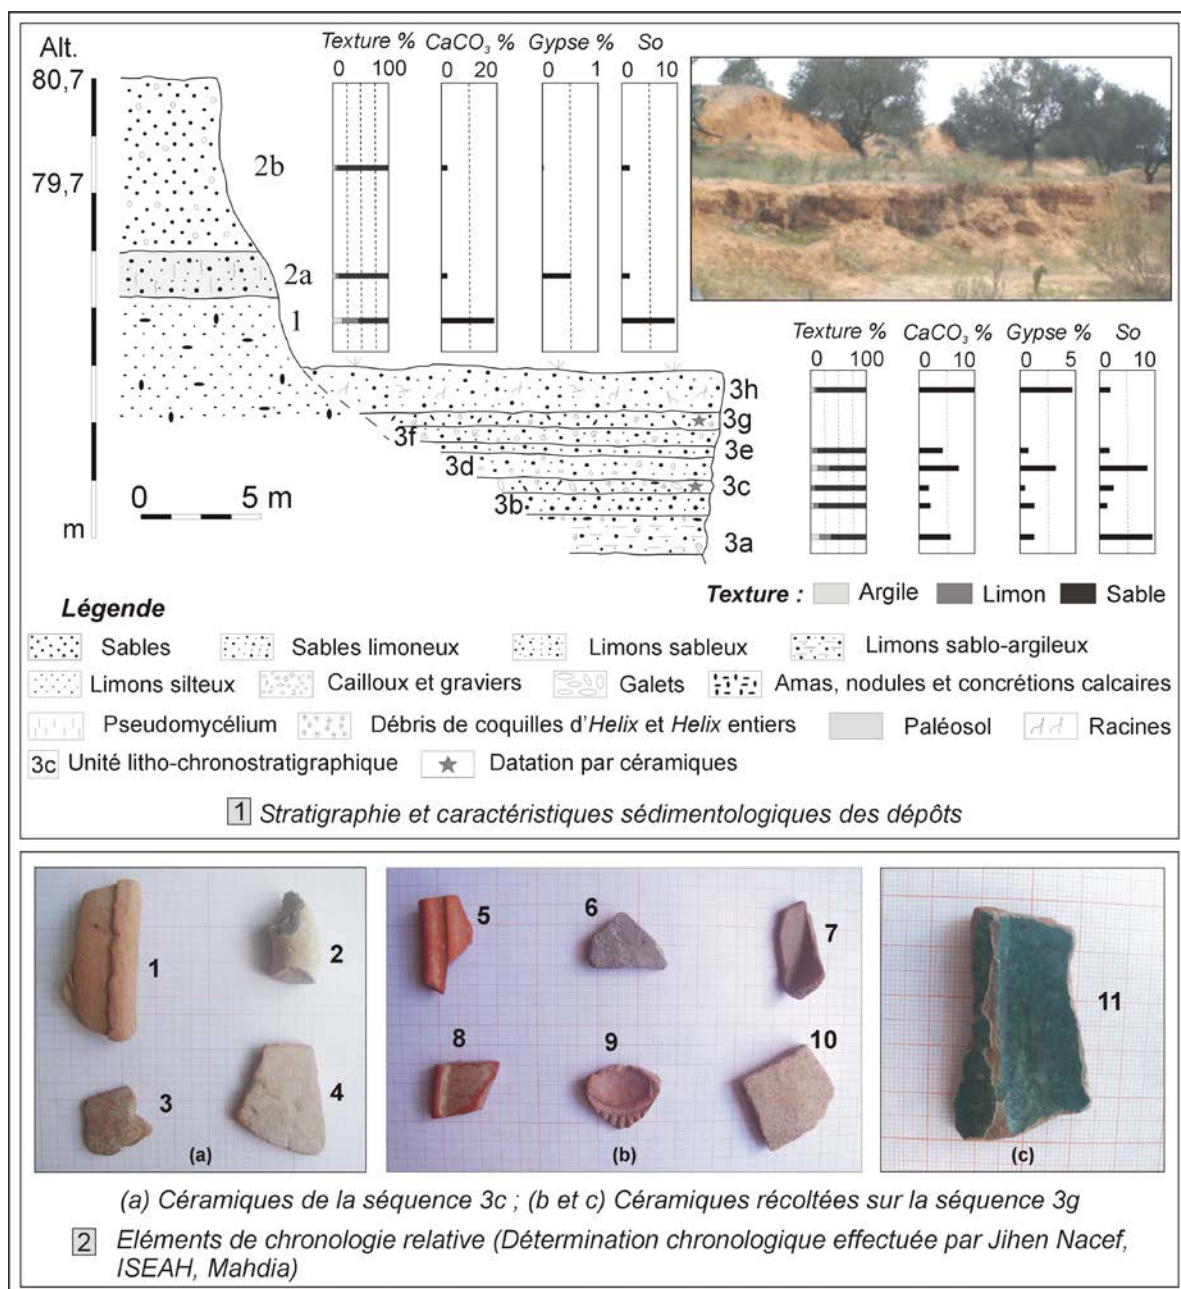 Alt.
80,7
79,7
m
Texture % CaCO₃ % Gypse % So
0 100 0 20 0 1 0 10
2b
2a
1
3h
3g
3f
3e
3d
3c
3b
3a
0 5 m
Texture % CaCO₃ % Gypse % So
0 100 0 10 0 5 0 10
Texture : Argile Limon Sable
Légende
Sables Sables limoneux Limons sableux Limons sablo-argileux
Limons silteux Cailloux et graviers Galets Amas, nodules et concrétions calcaires
Pseudomycélium Débris de coquilles d'Helix et Helix entiers Paléosol Racines
3c Unité litho-chronostratigraphique Datation par céramiques
1 Stratigraphie et caractéristiques sédimentologiques des dépôts
1 2
3 4
(a)
5 6 7
8 9 10
(b)
11
(c)
(a) Céramiques de la séquence 3c ; (b et c) Céramiques récoltées sur la séquence 3g
2 Eléments de chronologie relative (Détermination chronologique effectuée par Jihen Nacef,
ISEAH, Mahdia)